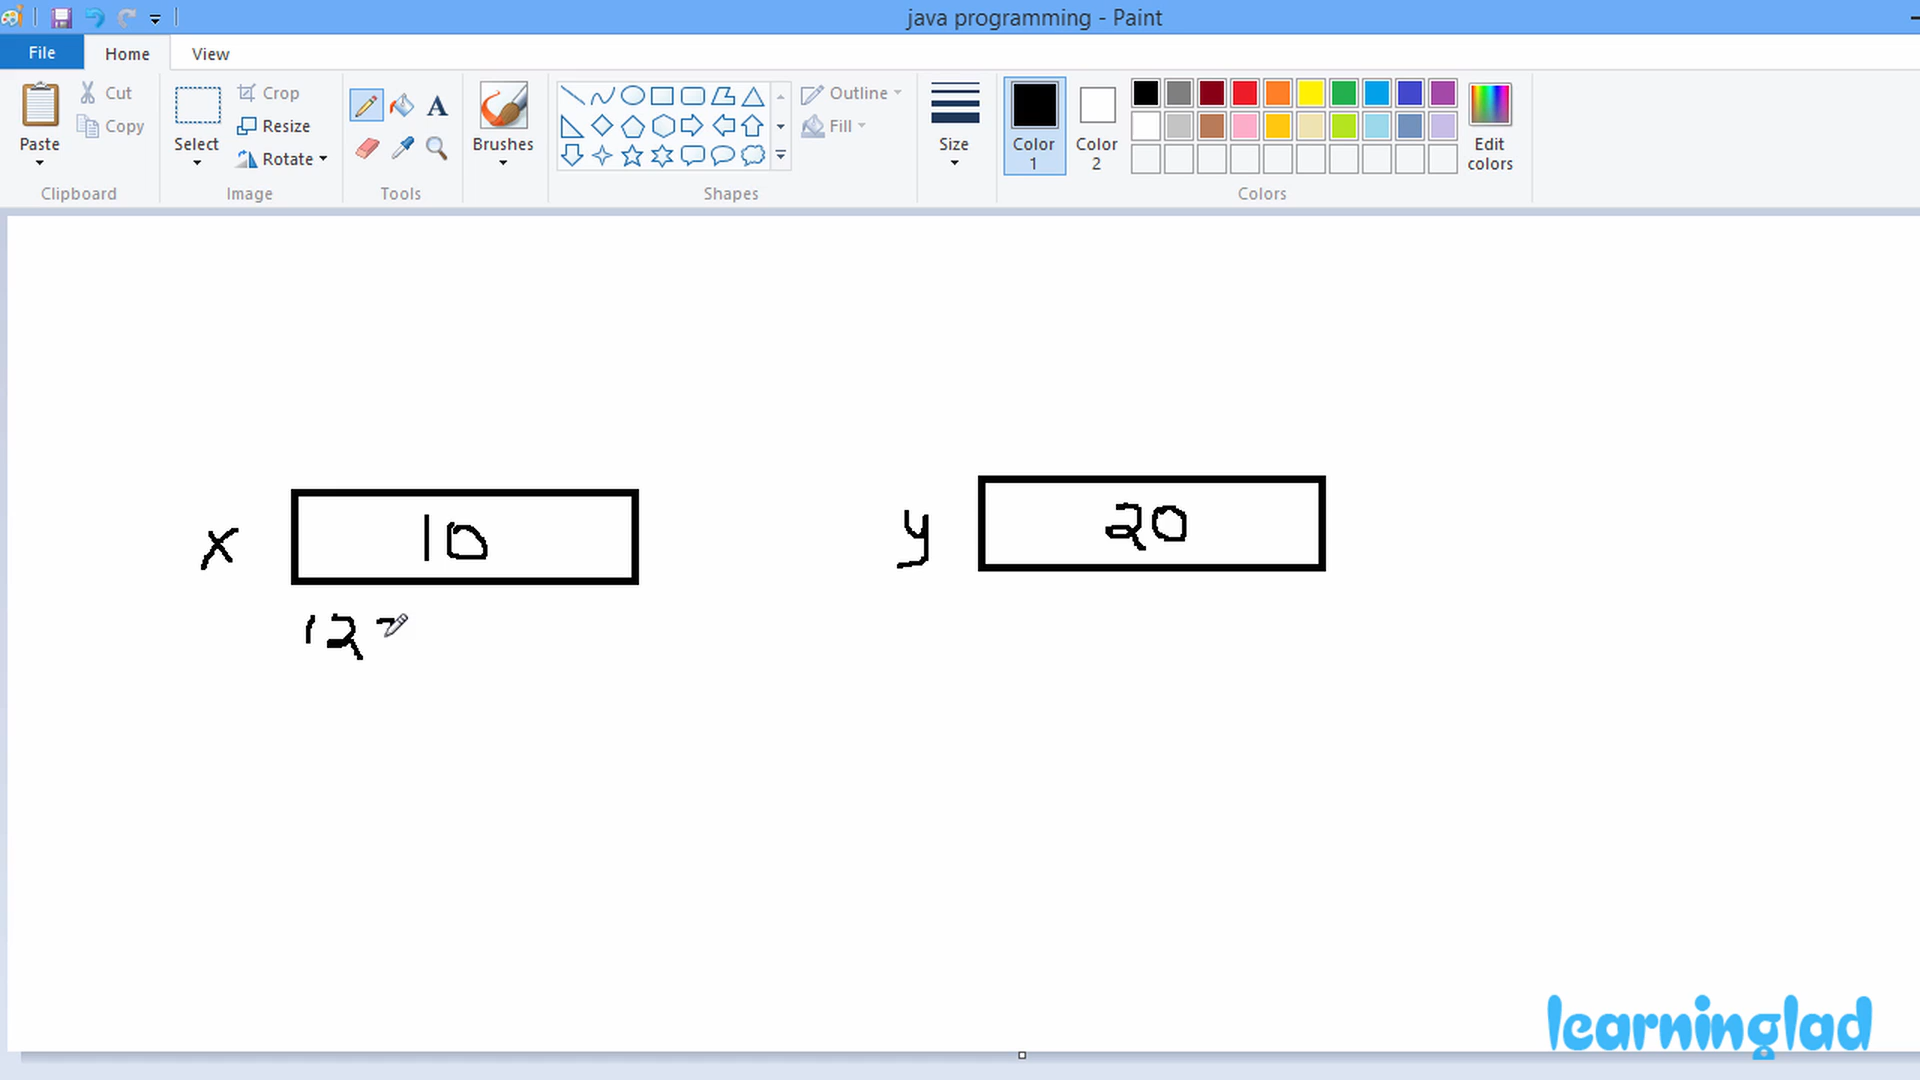 java programming - Paint
File Home View
Paste
Cut
Copy
Clipboard
Select
Crop
Resize
Rotate
Image
A
Tools
Brushes
Outline
Fill
Shapes
Size
Color 1
Color 2
Edit colors
Colors
x 10
y 20
12
learninglad